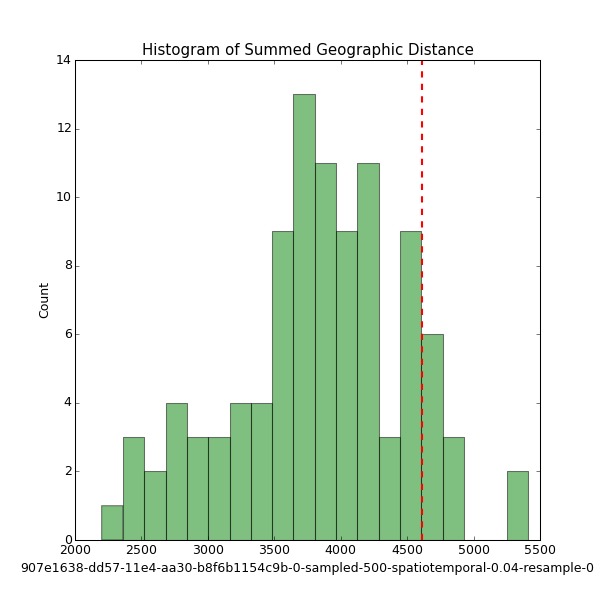 Histogram of Summed Geographic Distance
14
12
10
8
6
4
2
0
Count
2000 2500 3000 3500 4000 4500 5000 5500
907e1638-dd57-11e4-aa30-b8f6b1154c9b-0-sampled-500-spatiotemporal-0.04-resample-0